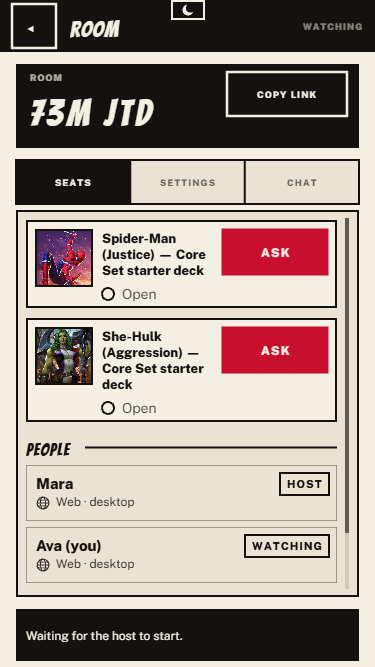 ROOM
WATCHING
ROOM
73M JTD
COPY LINK
SEATS
SETTINGS
CHAT
Spider-Man
(Justice) — Core
Set starter deck
Open
ASK
She-Hulk
(Aggression) —
Core Set starter
deck
Open
ASK
PEOPLE
Mara
Web · desktop
HOST
Ava (you)
Web · desktop
WATCHING
Waiting for the host to start.